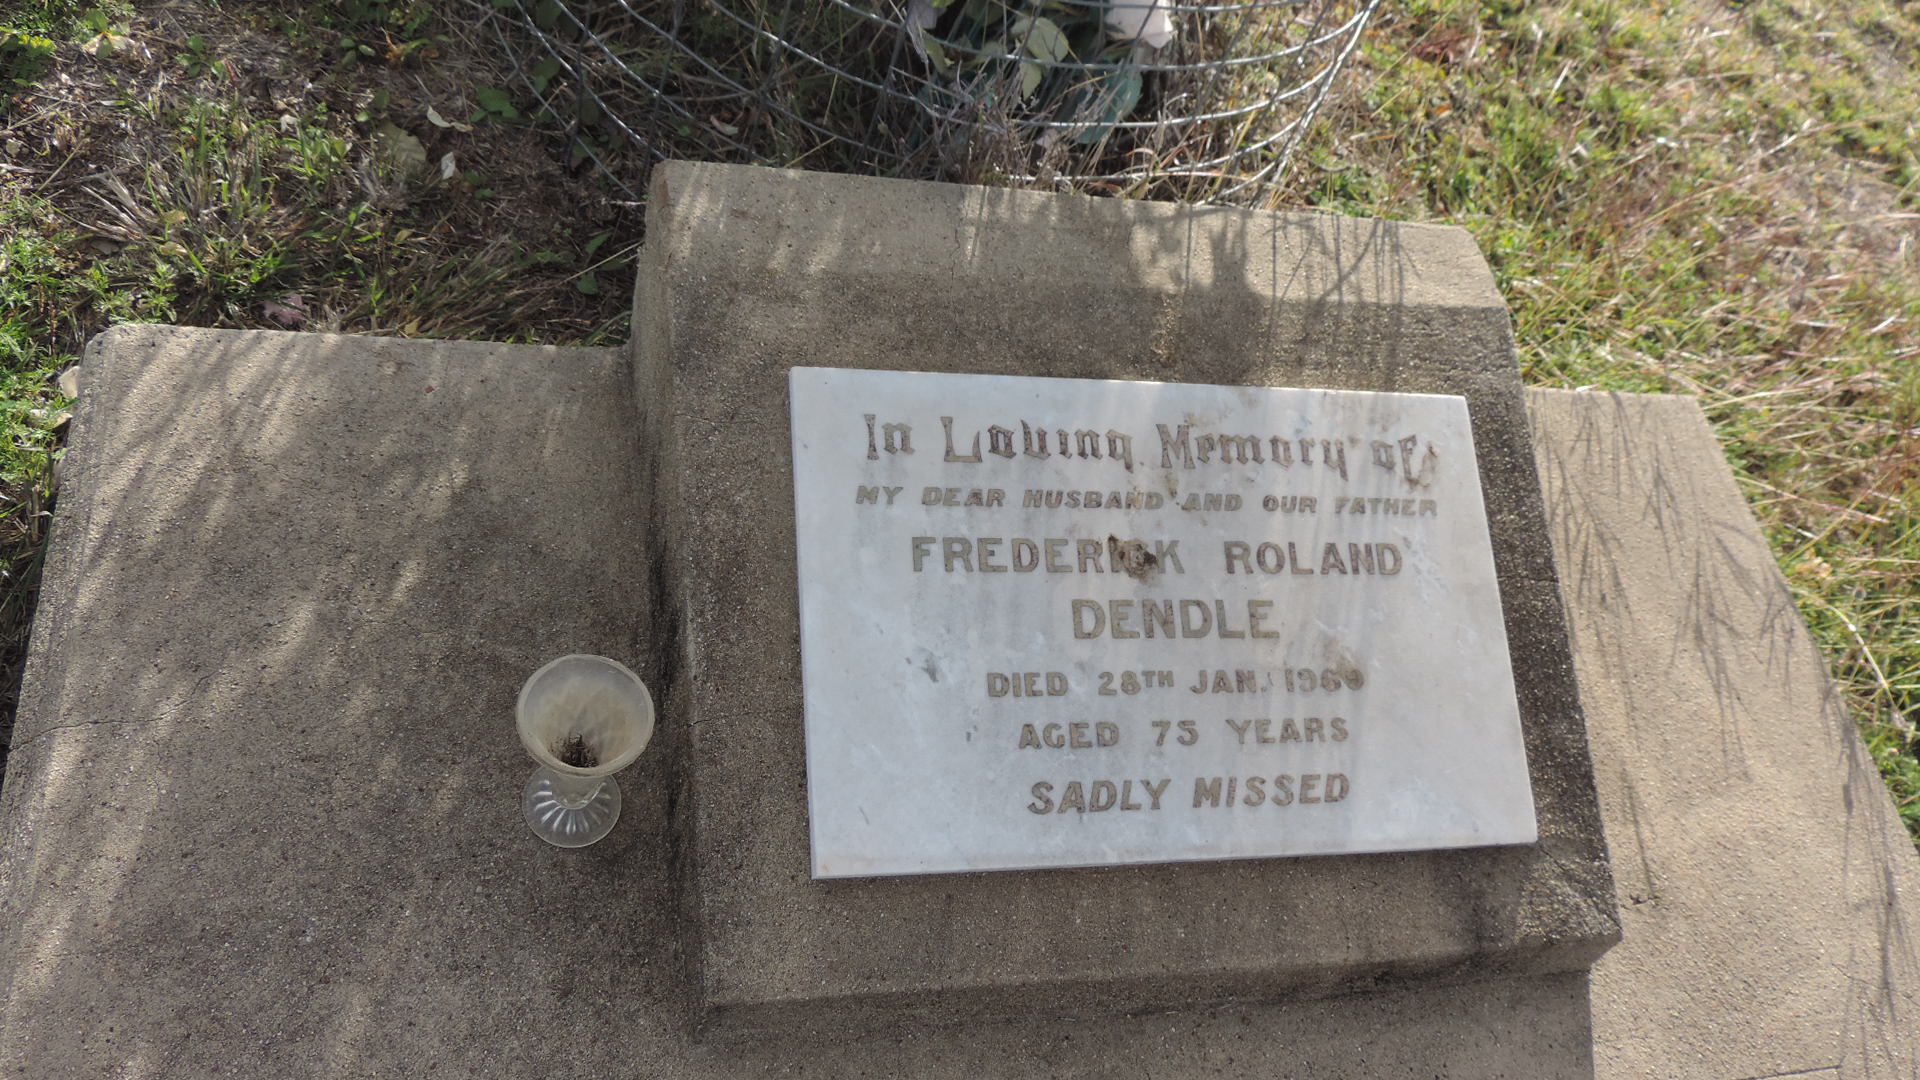 In Loving Memory of
MY DEAR HUSBAND AND OUR FATHER
FREDERICK ROLAND
DENDLE
DIED 28TH JAN. 1960
AGED 75 YEARS
SADLY MISSED